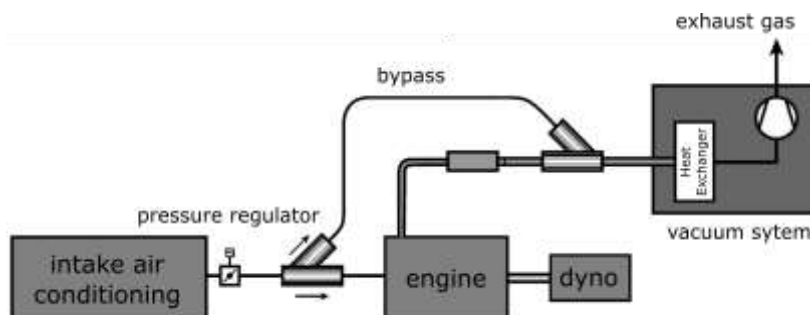 exhaust gas
bypass
Heat
Exchanger
pressure regulator
vacuum sytem
intake air
conditioning
engine
dyno